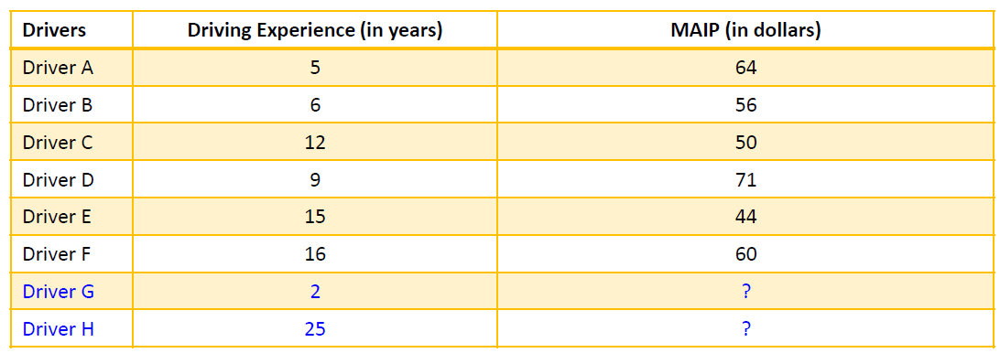 Drivers Driving Experience (in years) MAIP (in dollars)
Driver A 5 64
Driver B 6 56
Driver C 12 50
Driver D 9 71
Driver E 15 44
Driver F 16 60
Driver G 2 ?
Driver H 25 ?